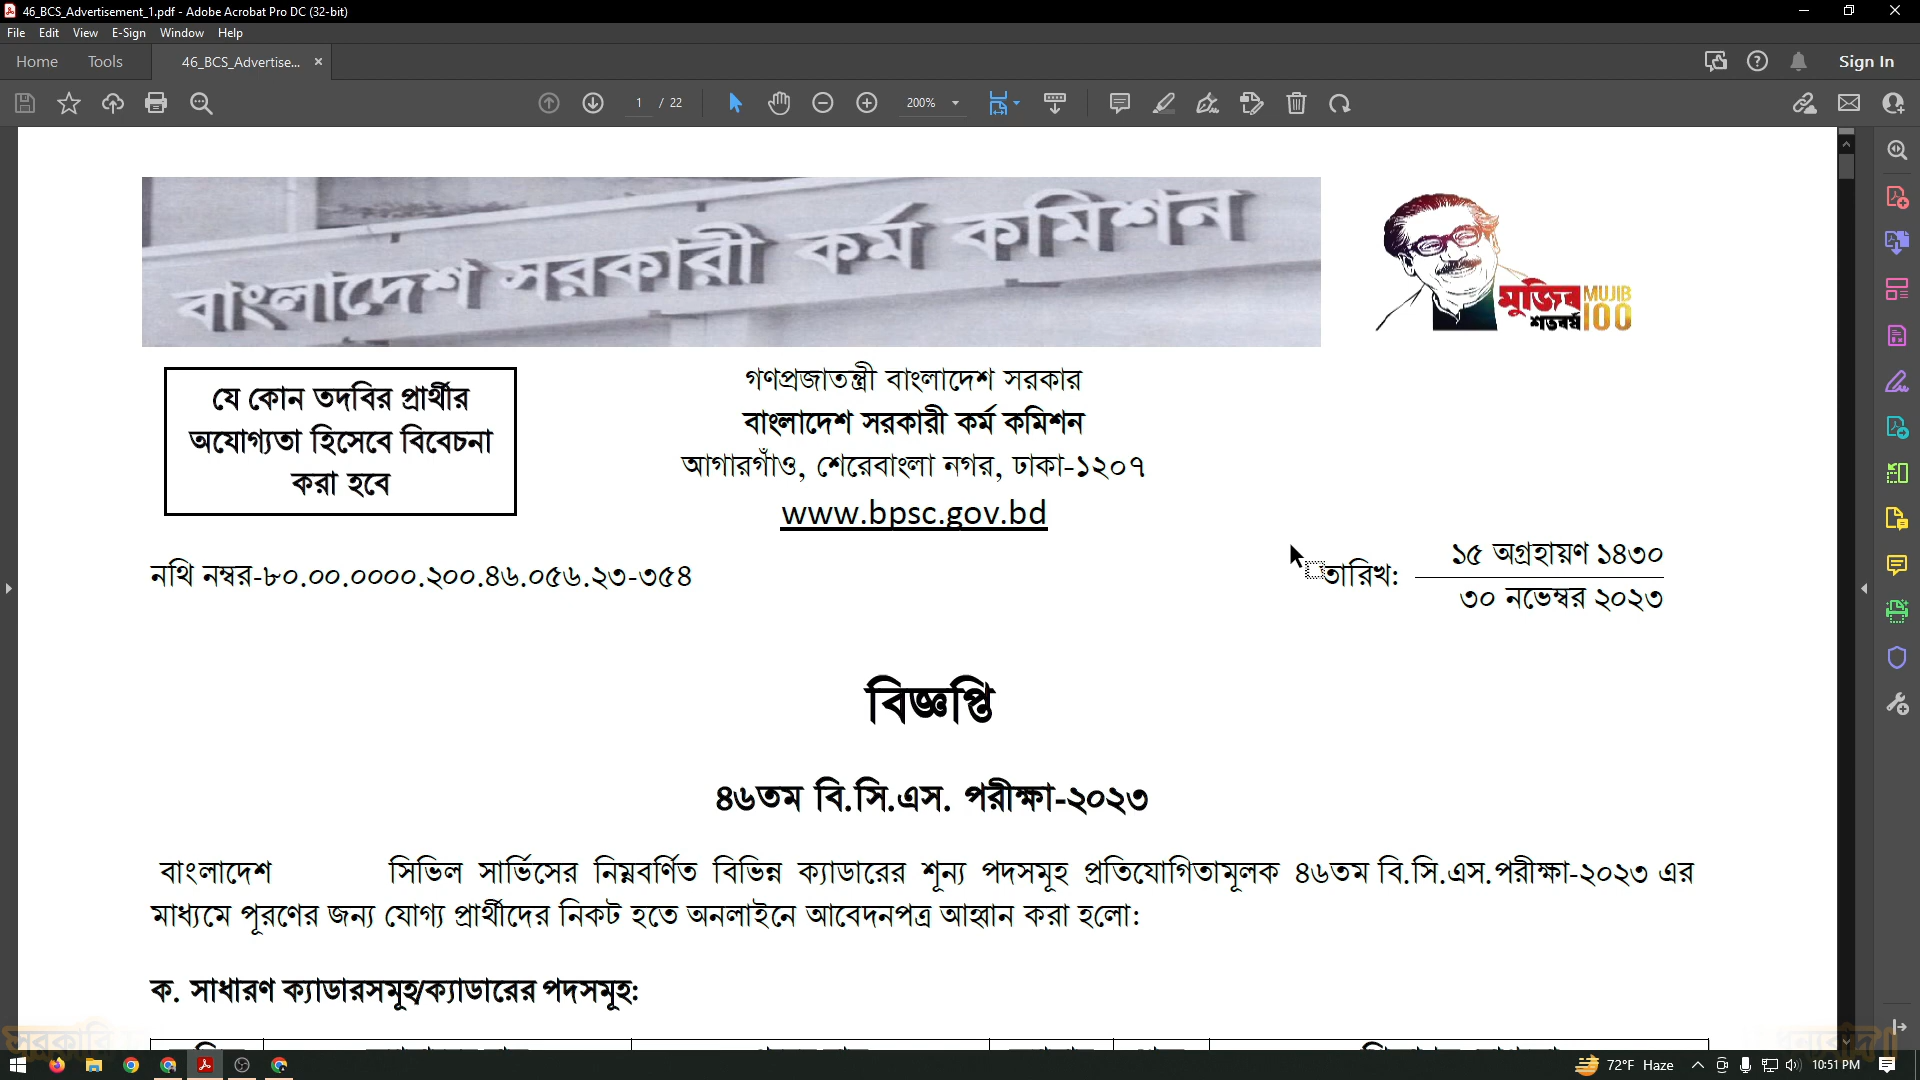 46_BCS_Advertisement_1.pdf - Adobe Acrobat Pro DC (32-bit)
File Edit View E-Sign Window Help
Home Tools 46_BCS_Advertise... Sign In
1 / 22 200%
বাংলাদেশ সরকারী কর্ম কমিশন
মুজিব MUJIB
শতবর্ষ 100
যে কোন তদবির প্রার্থীর
অযোগ্যতা হিসেবে বিবেচনা
করা হবে
গণপ্রজাতন্ত্রী বাংলাদেশ সরকার
বাংলাদেশ সরকারী কর্ম কমিশন
আগারগাঁও, শেরেবাংলা নগর, ঢাকা-১২০৭
www.bpsc.gov.bd
নথি নম্বর-৮০.০০.০০০০.২০০.৪৬.০৫৬.২৩-৩৫৪
তারিখ: ১৫ অগ্রহায়ণ ১৪৩০
৩০ নভেম্বর ২০২৩
বিজ্ঞপ্তি
৪৬তম বি.সি.এস. পরীক্ষা-২০২৩
বাংলাদেশ সিভিল সার্ভিসের নিম্নবর্ণিত বিভিন্ন ক্যাডারের শূন্য পদসমূহ প্রতিযোগিতামূলক ৪৬তম বি.সি.এস.পরীক্ষা-২০২৩ এর
মাধ্যমে পূরণের জন্য যোগ্য প্রার্থীদের নিকট হতে অনলাইনে আবেদনপত্র আহ্বান করা হলো:
ক. সাধারণ ক্যাডারসমূহ/ক্যাডারের পদসমূহ:
72°F Haze 10:51 PM